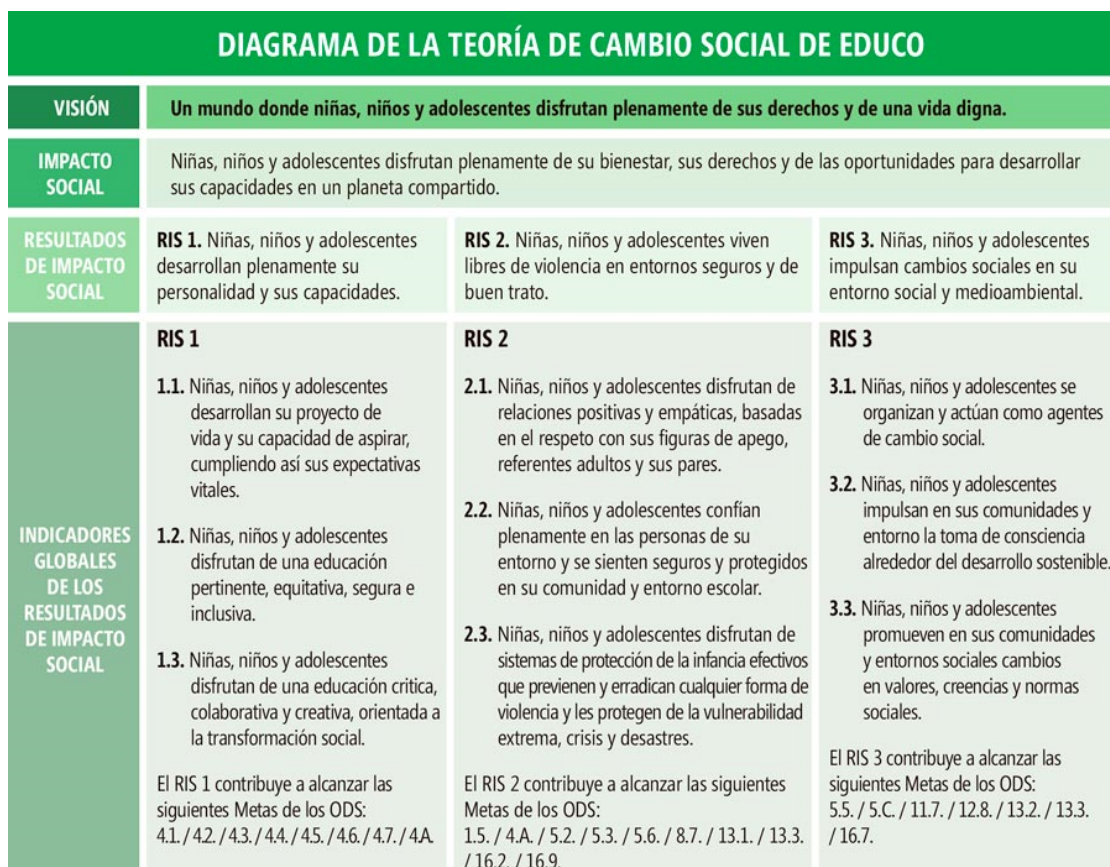 DIAGRAMA DE LA TEORÍA DE CAMBIO SOCIAL DE EDUCO
VISIÓN
Un mundo donde niñas, niños y adolescentes disfrutan plenamente de sus derechos y de una vida digna.
IMPACTO
SOCIAL
Niñas, niños y adolescentes disfrutan plenamente de su bienestar, sus derechos y de las oportunidades para desarrollar
sus capacidades en un planeta compartido.
RESULTADOS
DE IMPACTO
SOCIAL
RIS 1. Niñas, niños y adolescentes
desarrollan plenamente su
personalidad y sus capacidades.
RIS 2. Niñas, niños y adolescentes viven
libres de violencia en entornos seguros y de
buen trato.
RIS 3. Niñas, niños y adolescentes
impulsan cambios sociales en su
entorno social y medioambiental.
INDICADORES
GLOBALES
DE LOS
RESULTADOS
DE IMPACTO
SOCIAL
RIS 1
1.1. Niñas, niños y adolescentes
desarrollan su proyecto de
vida y su capacidad de aspirar,
cumpliendo así sus expectativas
vitales.
1.2. Niñas, niños y adolescentes
disfrutan de una educación
pertinente, equitativa, segura e
inclusiva.
1.3. Niñas, niños y adolescentes
disfrutan de una educación critica,
colaborativa y creativa, orientada a
la transformación social.
El RIS 1 contribuye a alcanzar las
siguientes Metas de los ODS:
4.1. / 4.2. / 4.3. / 4.4. / 4.5. / 4.6. / 4.7. / 4.A.
RIS 2
2.1. Niñas, niños y adolescentes disfrutan de
relaciones positivas y empáticas, basadas
en el respeto con sus figuras de apego,
referentes adultos y sus pares.
2.2. Niñas, niños y adolescentes confían
plenamente en las personas de su
entorno y se sienten seguros y protegidos
en su comunidad y entorno escolar.
2.3. Niñas, niños y adolescentes disfrutan de
sistemas de protección de la infancia efectivos
que previenen y erradican cualquier forma de
violencia y les protegen de la vulnerabilidad
extrema, crisis y desastres.
El RIS 2 contribuye a alcanzar las siguientes
Metas de los ODS:
1.5. / 4.A. / 5.2. / 5.3. / 5.6. / 8.7. / 13.1. / 13.3.
/ 16.2. / 16.9.
RIS 3
3.1. Niñas, niños y adolescentes se
organizan y actúan como agentes
de cambio social.
3.2. Niñas, niños y adolescentes
impulsan en sus comunidades y
entorno la toma de consciencia
alrededor del desarrollo sostenible.
3.3. Niñas, niños y adolescentes
promueven en sus comunidades
y entornos sociales cambios
en valores, creencias y normas
sociales.
El RIS 3 contribuye a alcanzar las
siguientes Metas de los ODS:
5.5. / 5.C. / 11.7. / 12.8. / 13.2. / 13.3.
/ 16.7.